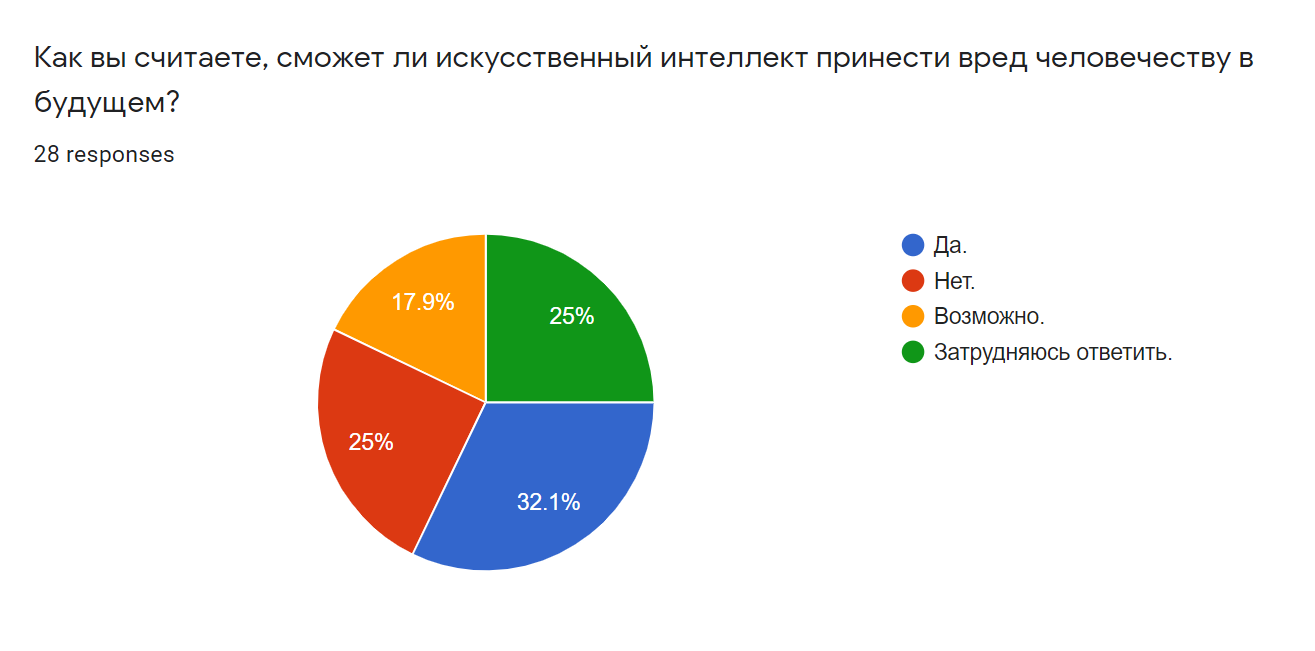 Как вы считаете, сможет ли искусственный интеллект принести вред человечеству в
будущем?
28 responses
17.9%
25%
25%
32.1%
Да.
Нет.
Возможно.
Затрудняюсь ответить.